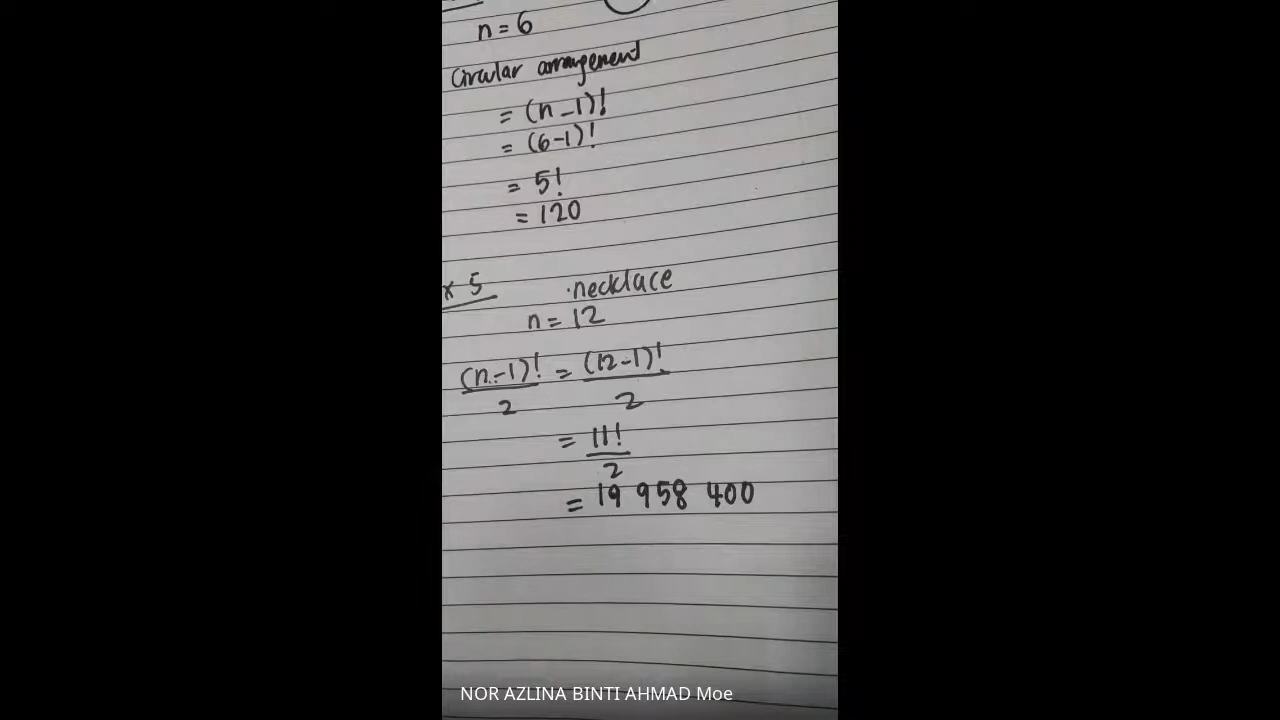 n = 6
Circular arrangement
= (n-1)!
= (6-1)!
= 5!
= 120
x 5
necklace
n = 12
(n-1)!/2 = (12-1)!/2
= 11!/2
= 19 958 400
NOR AZLINA BINTI AHMAD Moe